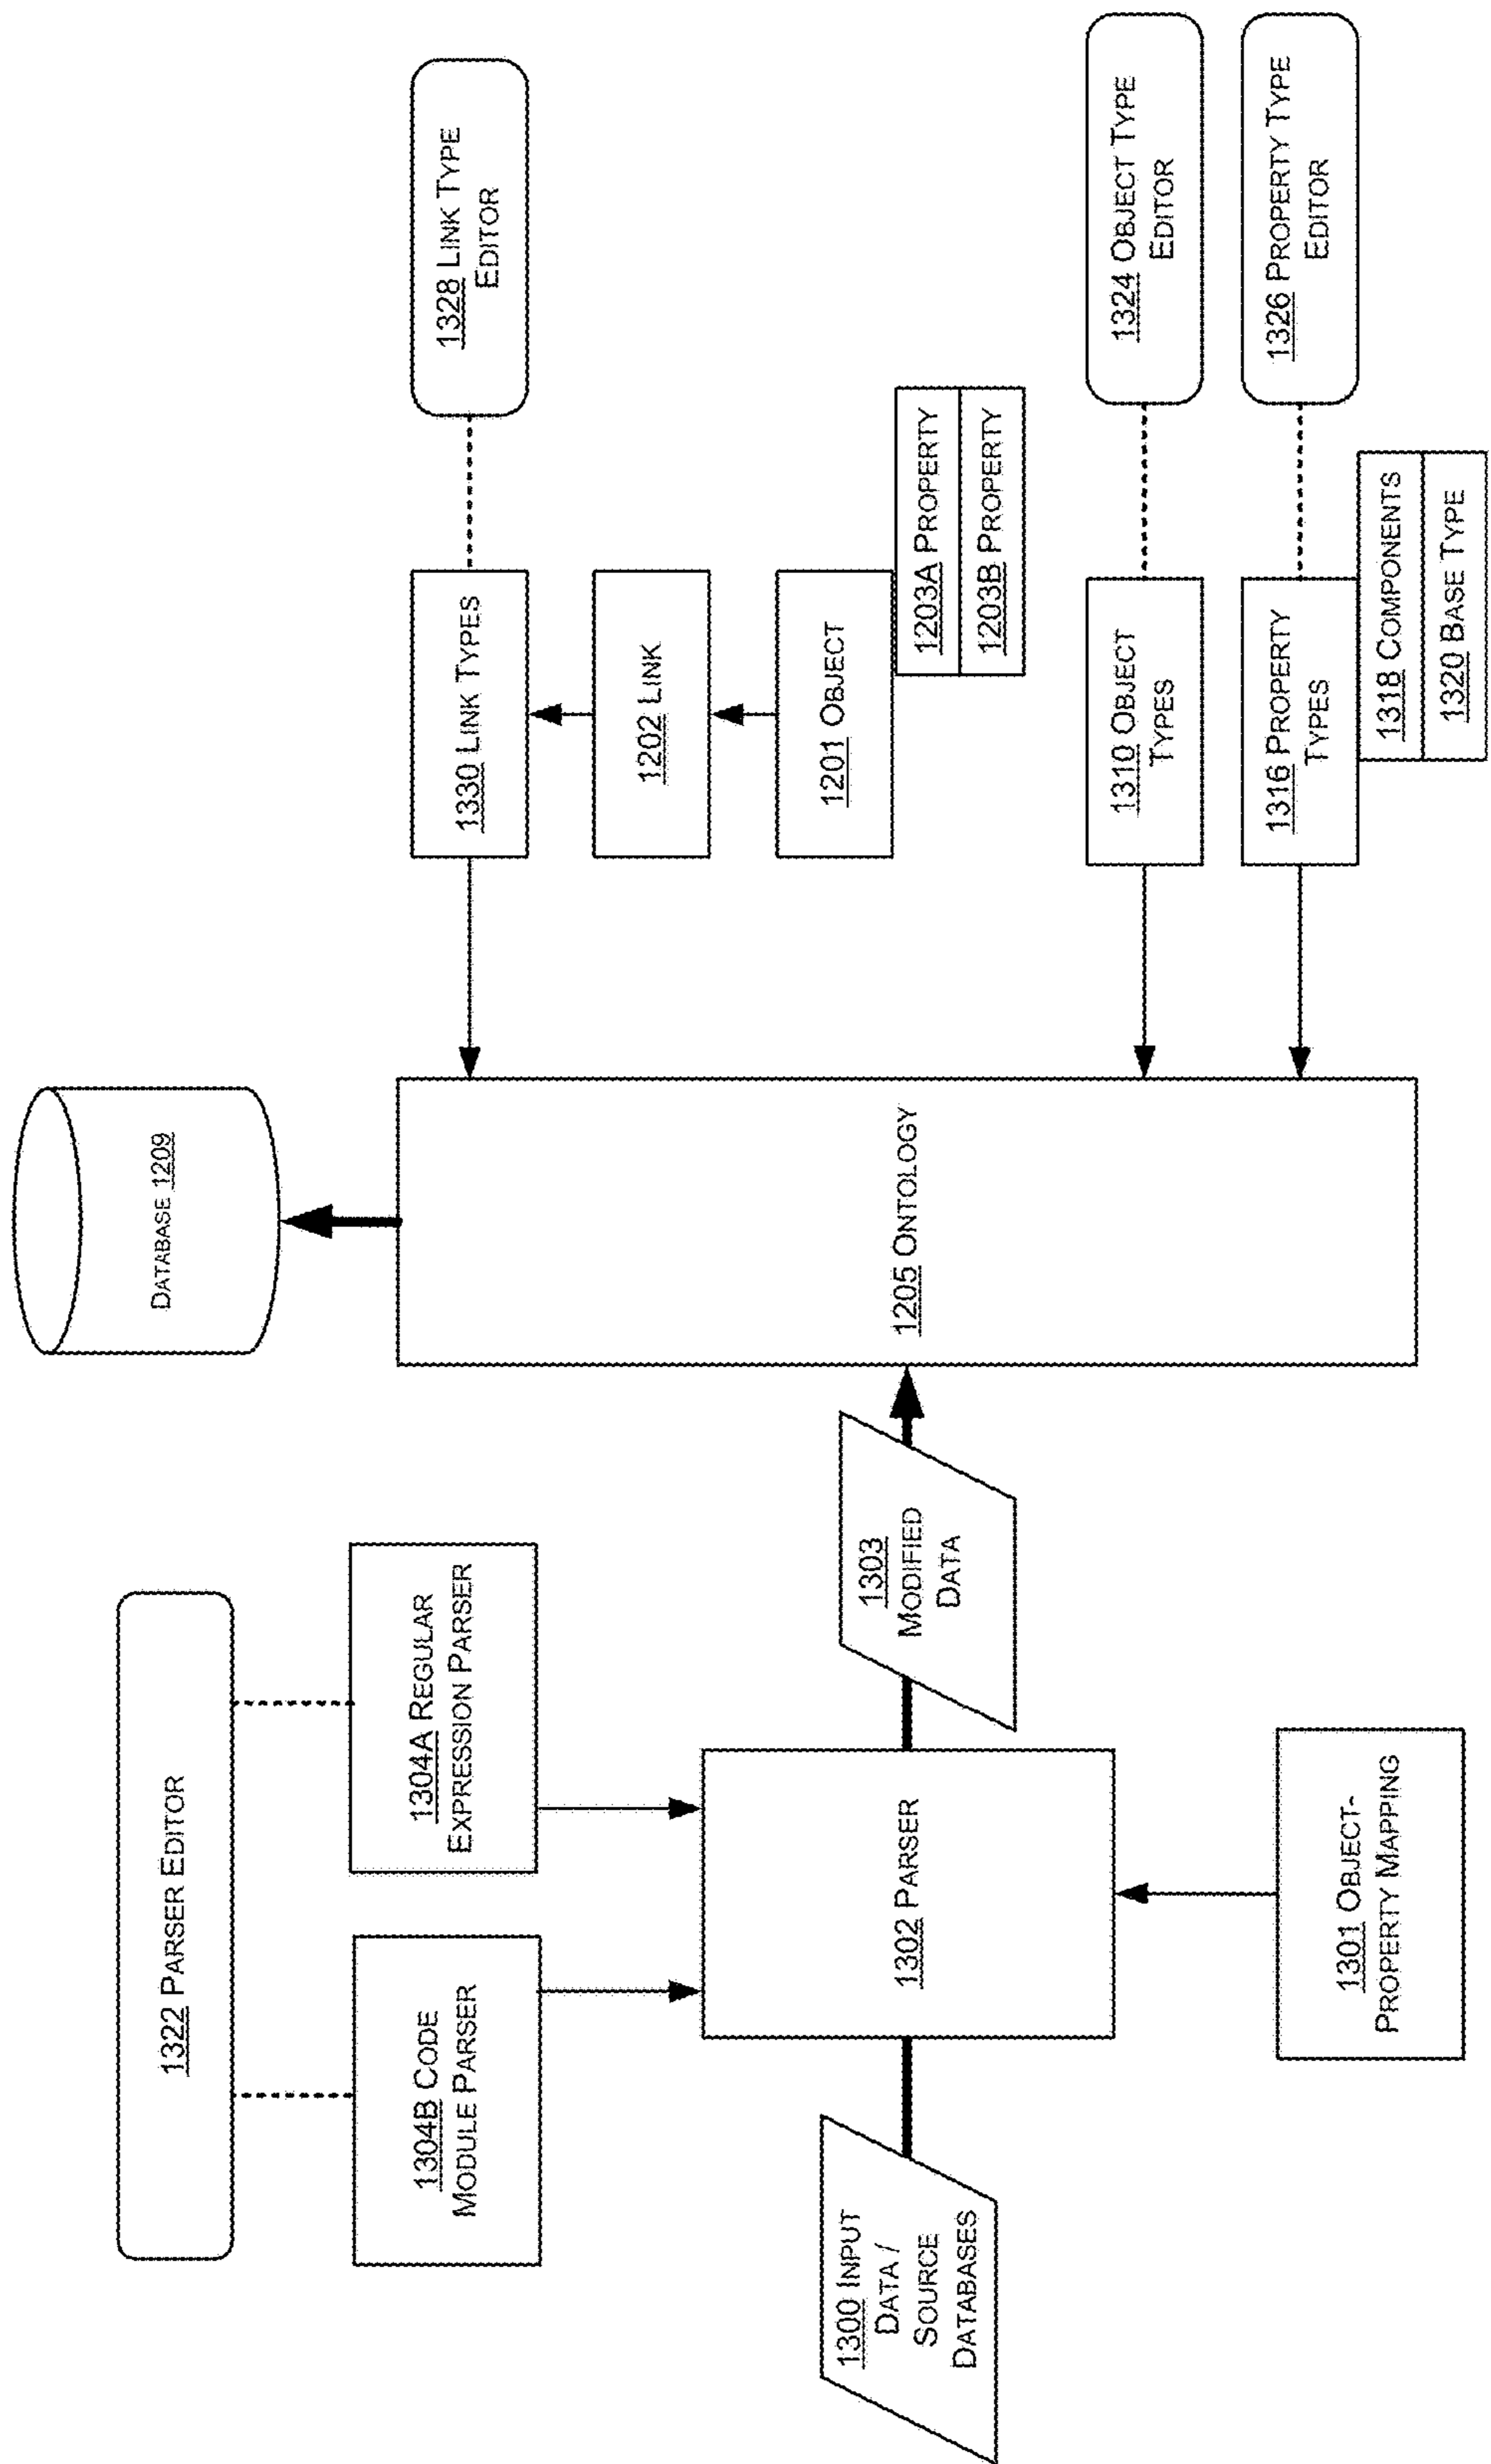 1322 PARSER EDITOR
1304B CODE
MODULE PARSER
1304A REGULAR
EXPRESSION PARSER
1300 INPUT
DATA /
SOURCE
DATABASES
1302 PARSER
1303
MODIFIED
DATA
1301 OBJECT-
PROPERTY MAPPING
DATABASE 1209
1205 ONTOLOGY
1330 LINK TYPES
1328 LINK TYPE
EDITOR
1202 LINK
1201 OBJECT
1203A PROPERTY
1203B PROPERTY
1310 OBJECT
TYPES
1324 OBJECT TYPE
EDITOR
1316 PROPERTY
TYPES
1326 PROPERTY TYPE
EDITOR
1318 COMPONENTS
1320 BASE TYPE